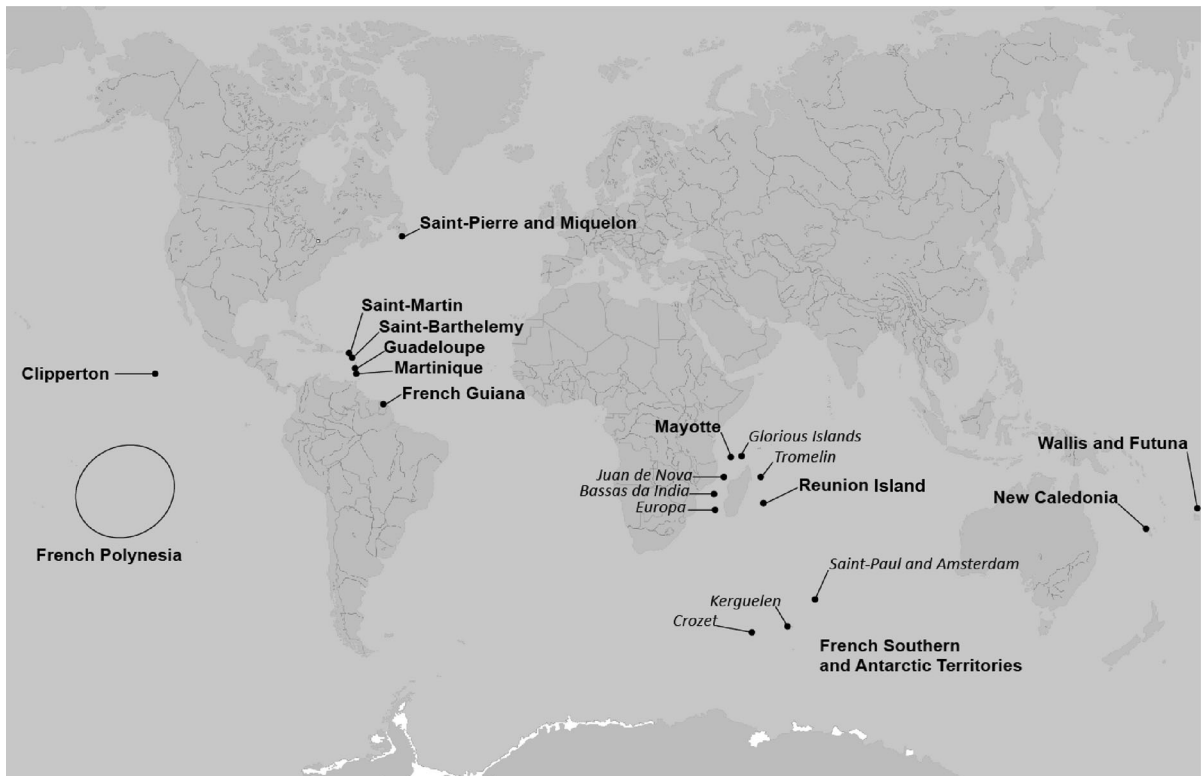 Saint-Pierre and Miquelon
Saint-Martin
Saint-Barthelemy
Guadeloupe
Martinique
Clipperton
French Guiana
Mayotte
Glorious Islands
Tromelin
Wallis and Futuna
Juan de Nova
Reunion Island
Bassas da India
New Caledonia
Europa
French Polynesia
Saint-Paul and Amsterdam
Kerguelen
Crozet
French Southern
and Antarctic Territories